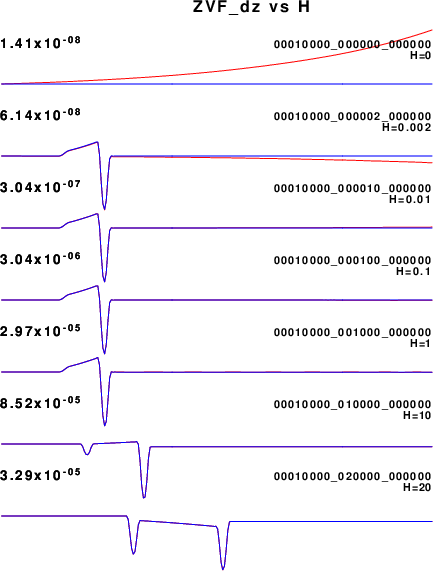 ZVF_dz vs H
1.41x10-08 00010000_000000_000000
H=0
6.14x10-08 00010000_000002_000000
H=0.002
3.04x10-07 00010000_000010_000000
H=0.01
3.04x10-06 00010000_000100_000000
H=0.1
2.97x10-05 00010000_001000_000000
H=1
8.52x10-05 00010000_010000_000000
H=10
3.29x10-05 00010000_020000_000000
H=20